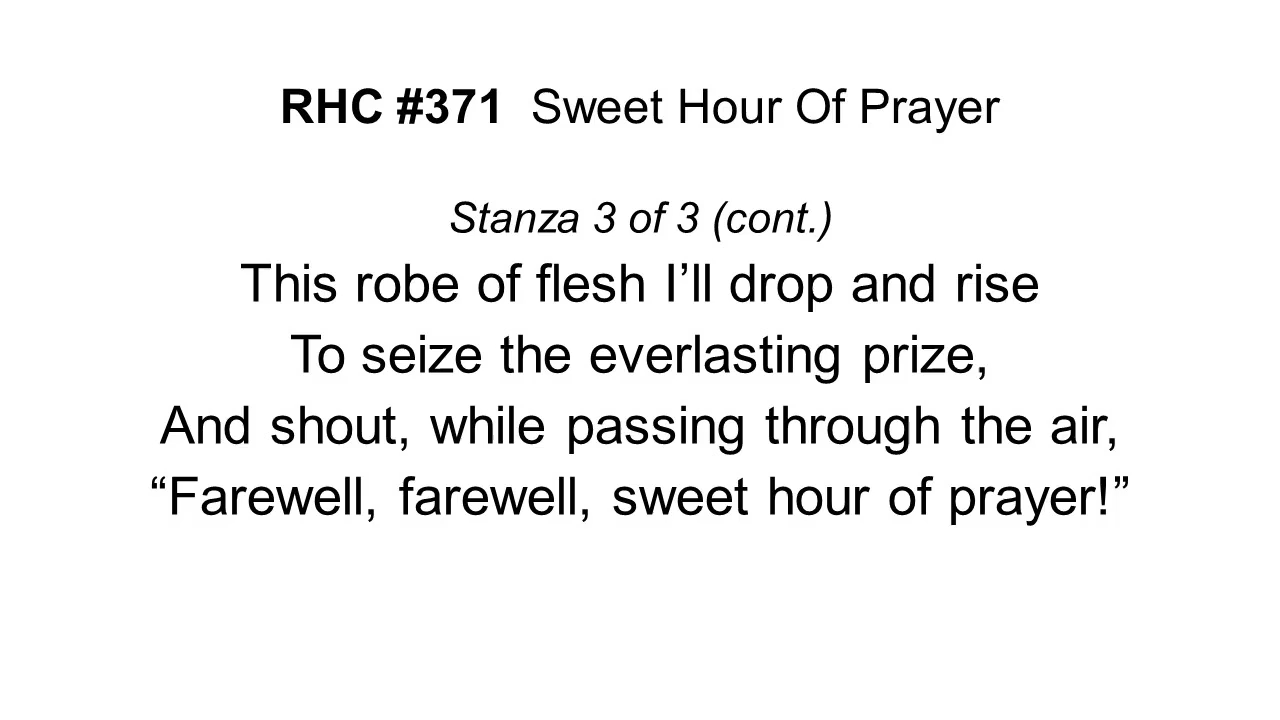 RHC #371 Sweet Hour Of Prayer
Stanza 3 of 3 (cont.)
This robe of flesh I’ll drop and rise
To seize the everlasting prize,
And shout, while passing through the air,
“Farewell, farewell, sweet hour of prayer!”